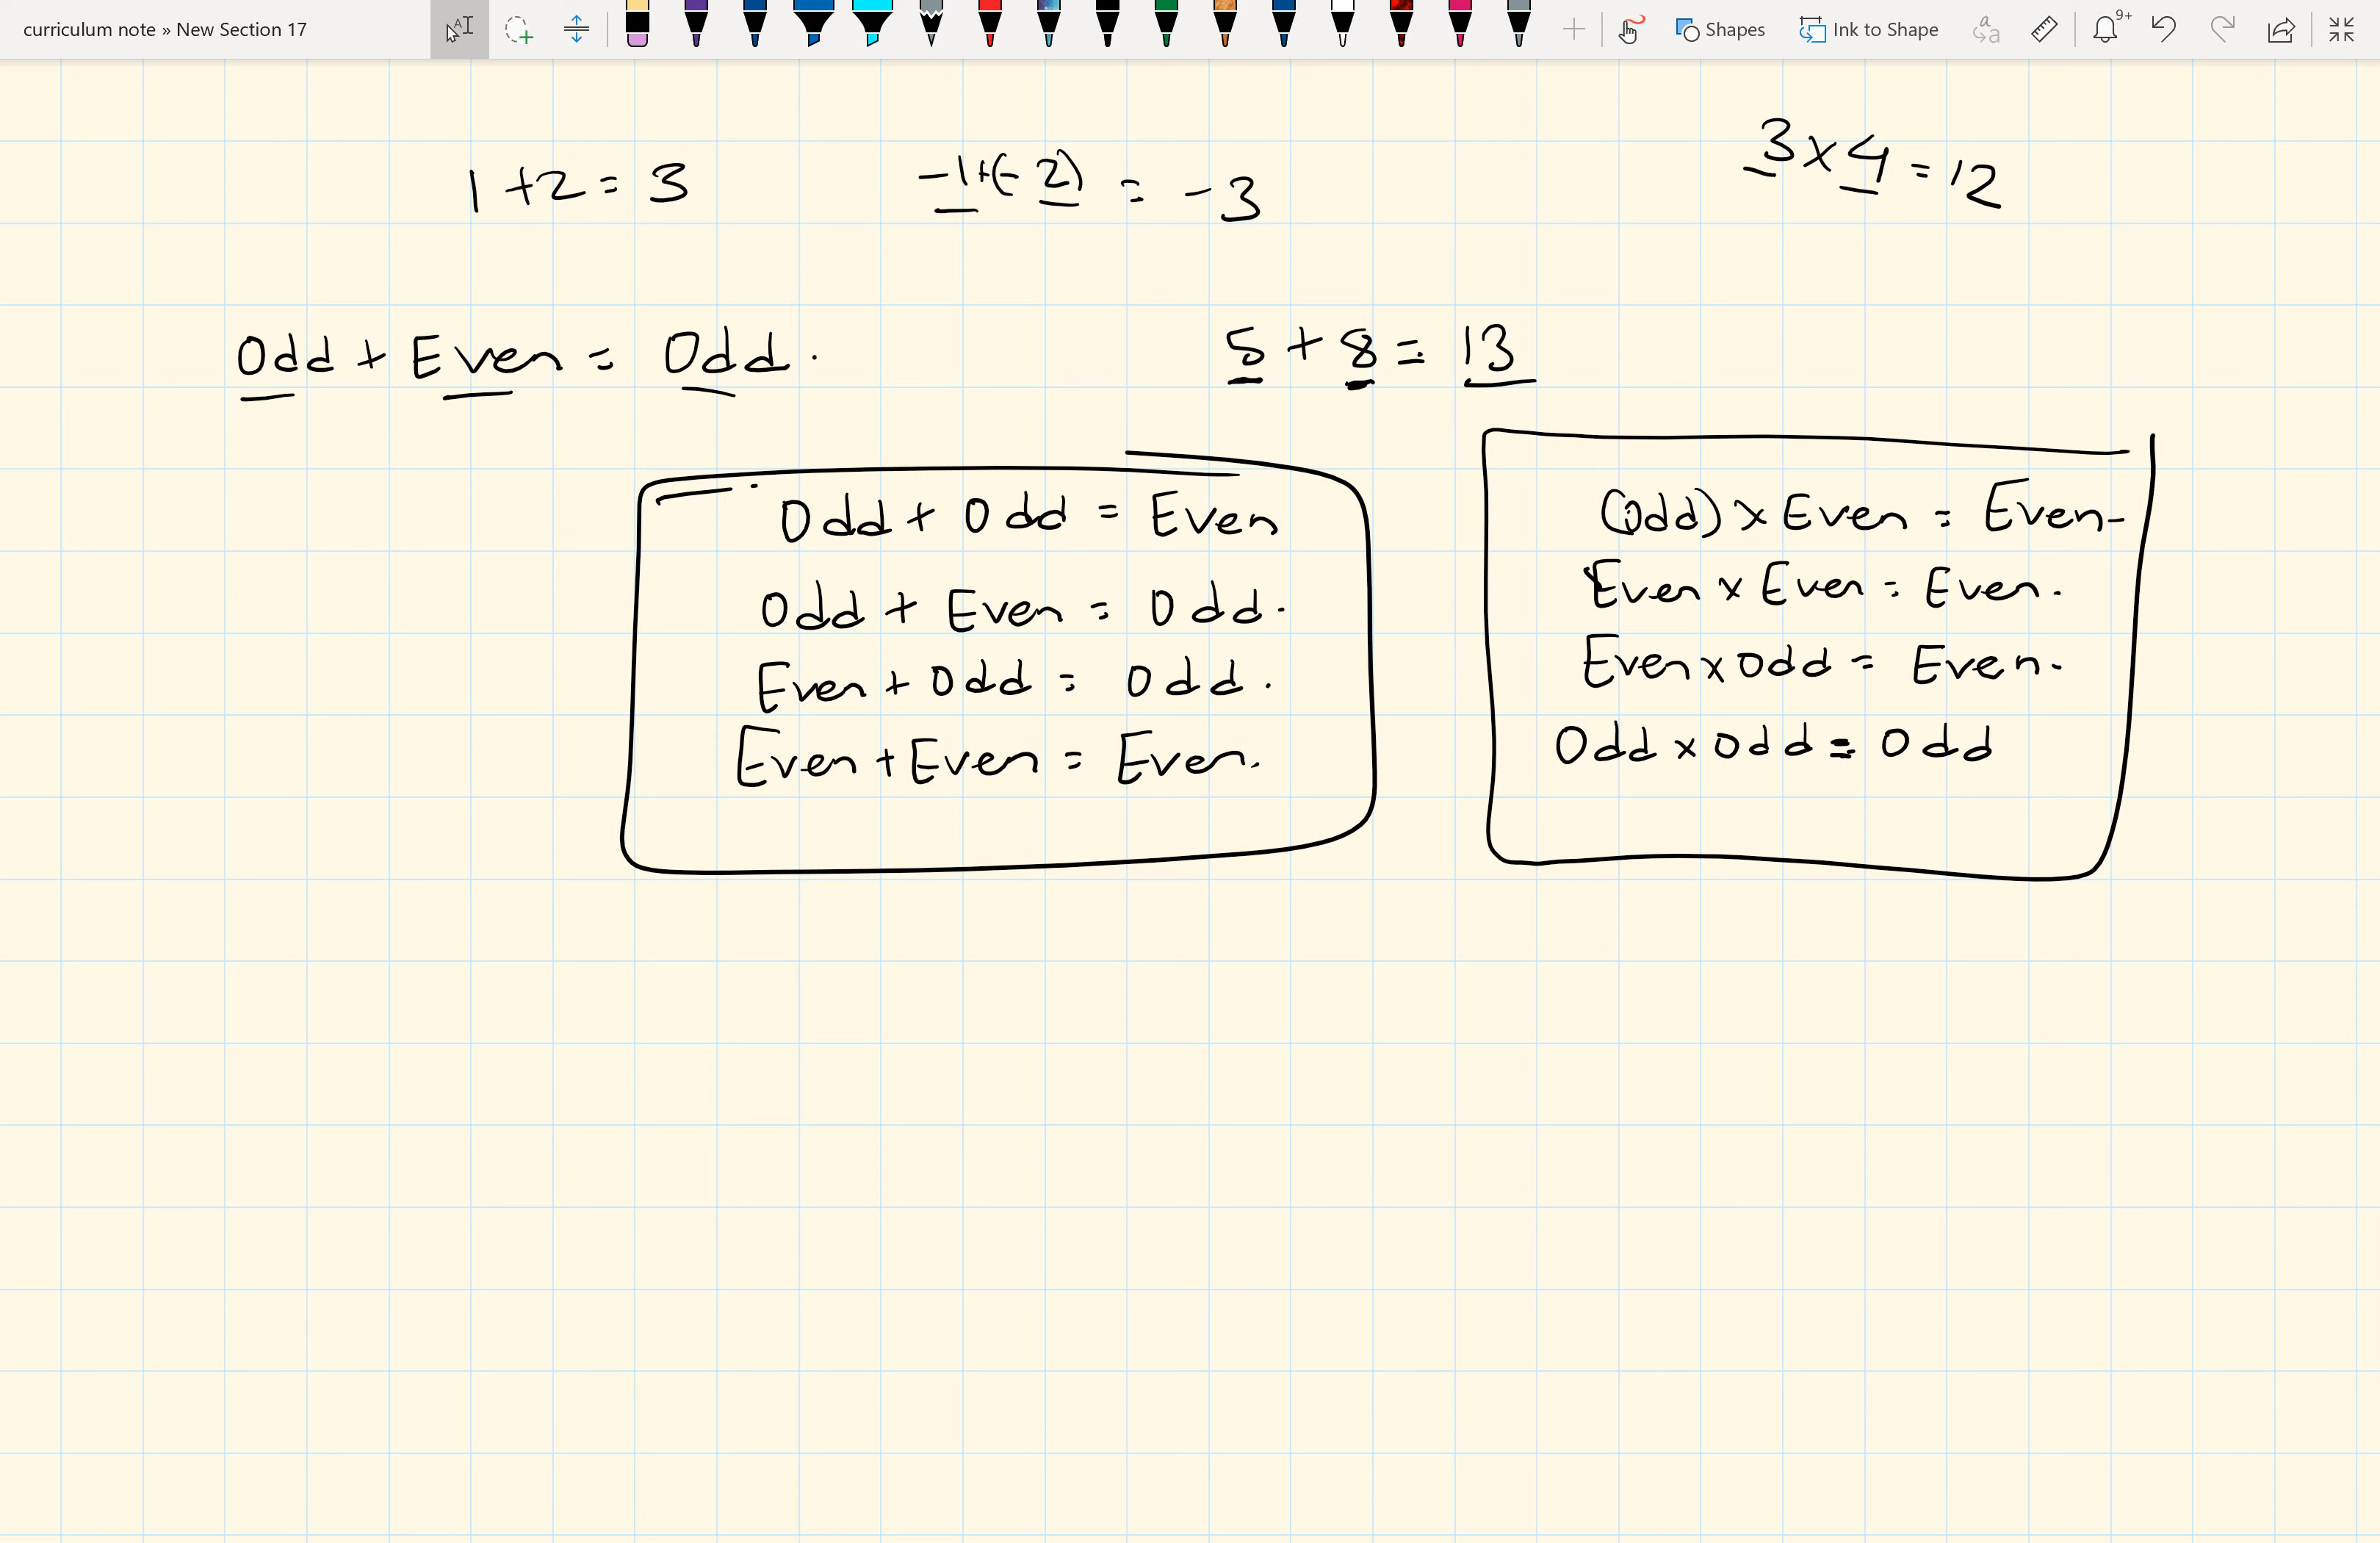 curriculum note » New Section 17
Shapes
Ink to Shape
9+
1 + 2 = 3
-1 + (-2) = -3
3 x 4 = 12
Odd + Even = Odd.
5 + 8 = 13
Odd + Odd = Even
Odd + Even = Odd.
Even + Odd = Odd.
Even + Even = Even.
(Odd) x Even = Even-
Even x Even = Even.
Even x Odd = Even.
Odd x Odd = Odd